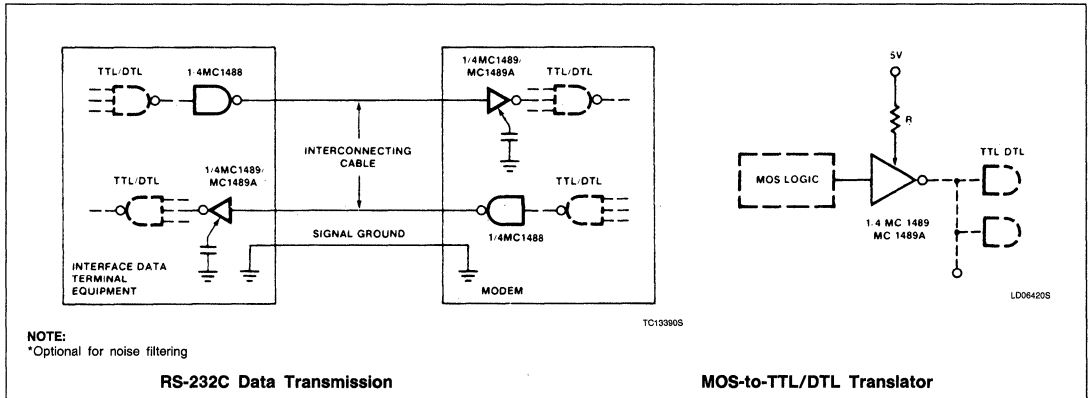 TTL/DTL
1·4MC1488
1/4MC1489/
MC1489A
TTL/DTL
INTERCONNECTING
CABLE
TTL/DTL
1/4MC1489/
MC1489A
TTL/DTL
1/4MC1488
SIGNAL GROUND
INTERFACE DATA
TERMINAL
EQUIPMENT
MODEM
TC13390S
NOTE:
*Optional for noise filtering
RS-232C Data Transmission
5V
R
TTL DTL
MOS LOGIC
1·4 MC 1489
MC 1489A
LD06420S
MOS-to-TTL/DTL Translator